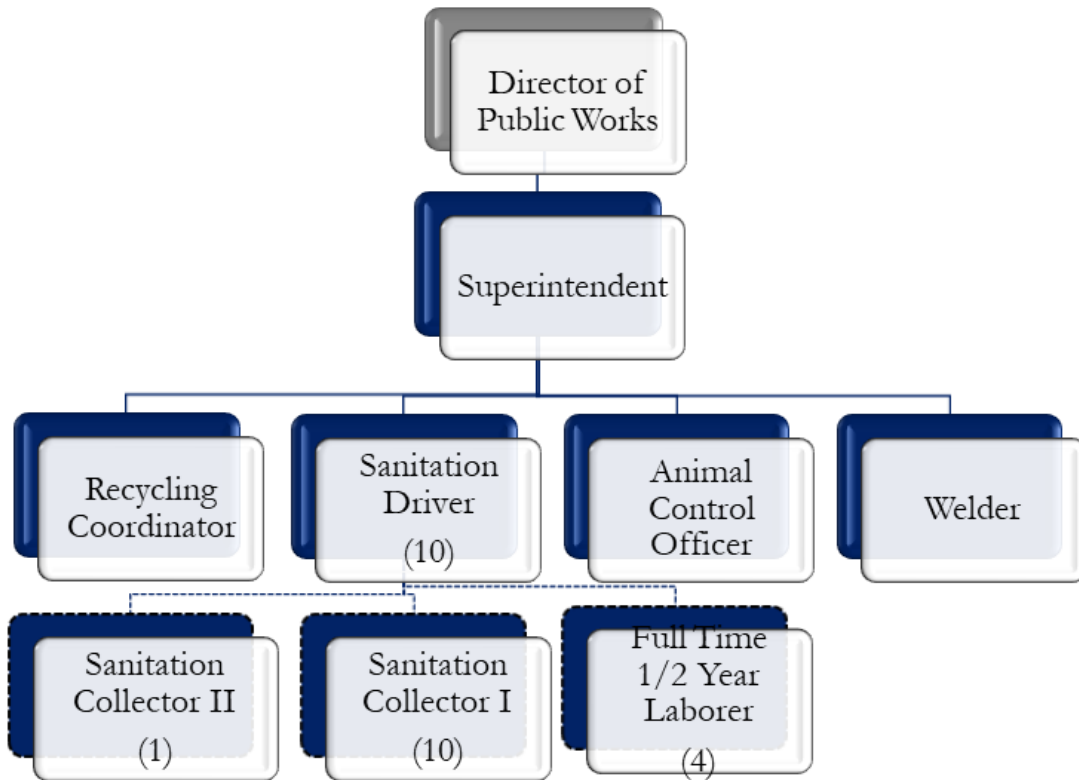 Director of
Public Works
Superintendent
Recycling
Coordinator
Sanitation
Driver
(10)
Animal
Control
Officer
Welder
Sanitation
Collector II
(1)
Sanitation
Collector I
(10)
Full Time
1/2 Year
Laborer
(4)